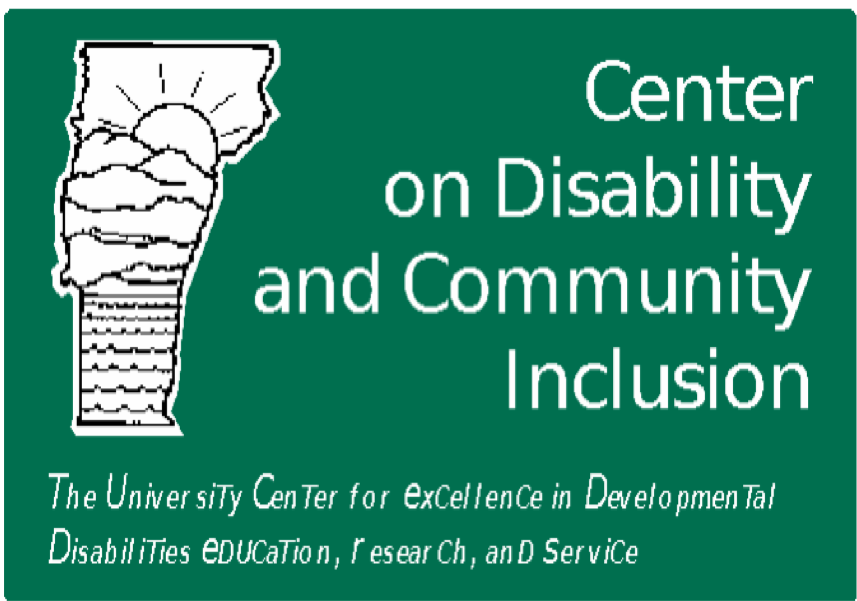 Center
on Disability
and Community
Inclusion
The UniversiTy CenTer for exCellenCe in DevelopmenTal
DisabiliTies eDUCaTion, research, anD ServiCe